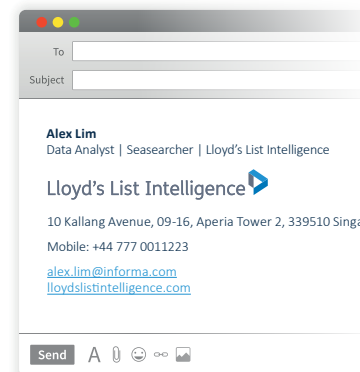 To
Subject
Alex Lim
Data Analyst | Seasearcher | Lloyd's List Intelligence
Lloyd's List Intelligence
10 Kallang Avenue, 09-16, Aperia Tower 2, 339510 Singa
Mobile: +44 777 0011223
alex.lim@informa.com
lloydslistintelligence.com
Send A